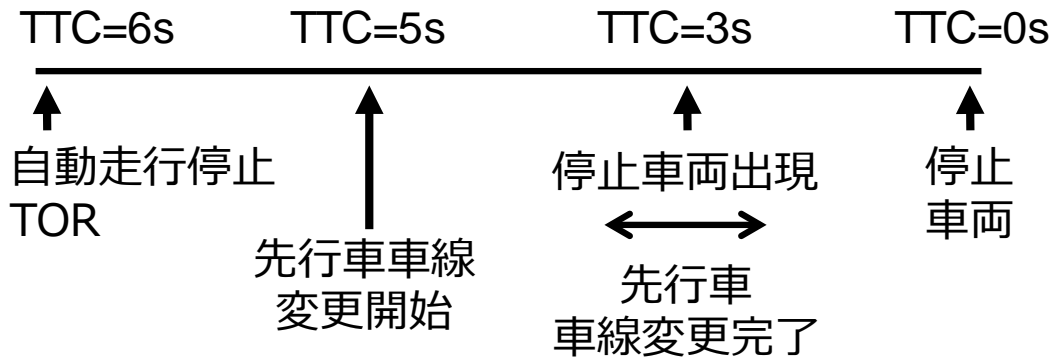 TTC=6s TTC=5s TTC=3s TTC=0s
自動走行停止
TOR
先行車車線
変更開始
停止車両出現
先行車
車線変更完了
停止
車両